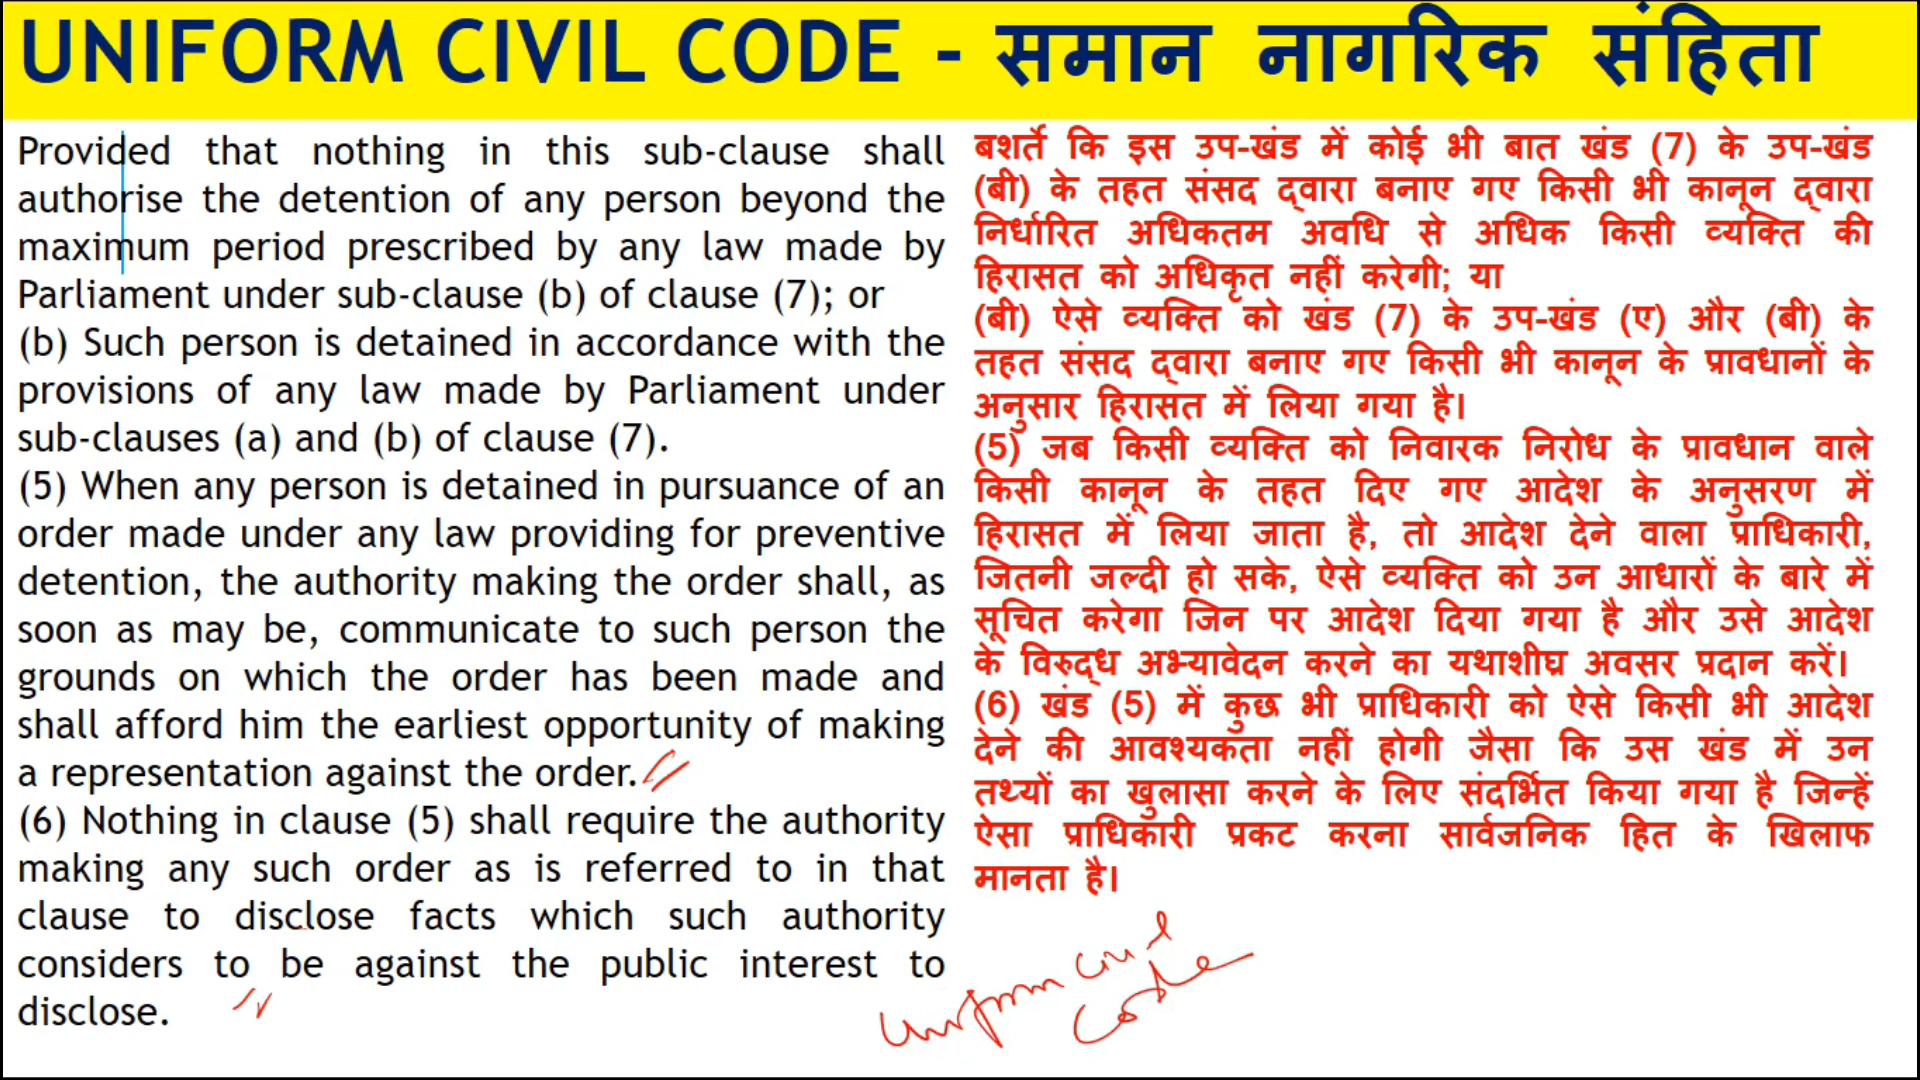 UNIFORM CIVIL CODE - समान नागरिक संहिता
Provided that nothing in this sub-clause shall
authorise the detention of any person beyond the
maximum period prescribed by any law made by
Parliament under sub-clause (b) of clause (7); or
(b) Such person is detained in accordance with the
provisions of any law made by Parliament under
sub-clauses (a) and (b) of clause (7).
(5) When any person is detained in pursuance of an
order made under any law providing for preventive
detention, the authority making the order shall, as
soon as may be, communicate to such person the
grounds on which the order has been made and
shall afford him the earliest opportunity of making
a representation against the order.
(6) Nothing in clause (5) shall require the authority
making any such order as is referred to in that
clause to disclose facts which such authority
considers to be against the public interest to
disclose.
बशर्ते कि इस उप-खंड में कोई भी बात खंड (7) के उप-खंड
(बी) के तहत संसद द्वारा बनाए गए किसी भी कानून द्वारा
निर्धारित अधिकतम अवधि से अधिक किसी व्यक्ति की
हिरासत को अधिकृत नहीं करेगी; या
(बी) ऐसे व्यक्ति को खंड (7) के उप-खंड (ए) और (बी) के
तहत संसद द्वारा बनाए गए किसी भी कानून के प्रावधानों के
अनुसार हिरासत में लिया गया है।
(5) जब किसी व्यक्ति को निवारक निरोध के प्रावधान वाले
किसी कानून के तहत दिए गए आदेश के अनुसरण में
हिरासत में लिया जाता है, तो आदेश देने वाला प्राधिकारी,
जितनी जल्दी हो सके, ऐसे व्यक्ति को उन आधारों के बारे में
सूचित करेगा जिन पर आदेश दिया गया है और उसे आदेश
के विरुद्ध अभ्यावेदन करने का यथाशीघ्र अवसर प्रदान करें।
(6) खंड (5) में कुछ भी प्राधिकारी को ऐसे किसी भी आदेश
देने की आवश्यकता नहीं होगी जैसा कि उस खंड में उन
तथ्यों का खुलासा करने के लिए संदर्भित किया गया है जिन्हें
ऐसा प्राधिकारी प्रकट करना सार्वजनिक हित के खिलाफ
मानता है।
Uniform Civil
Code